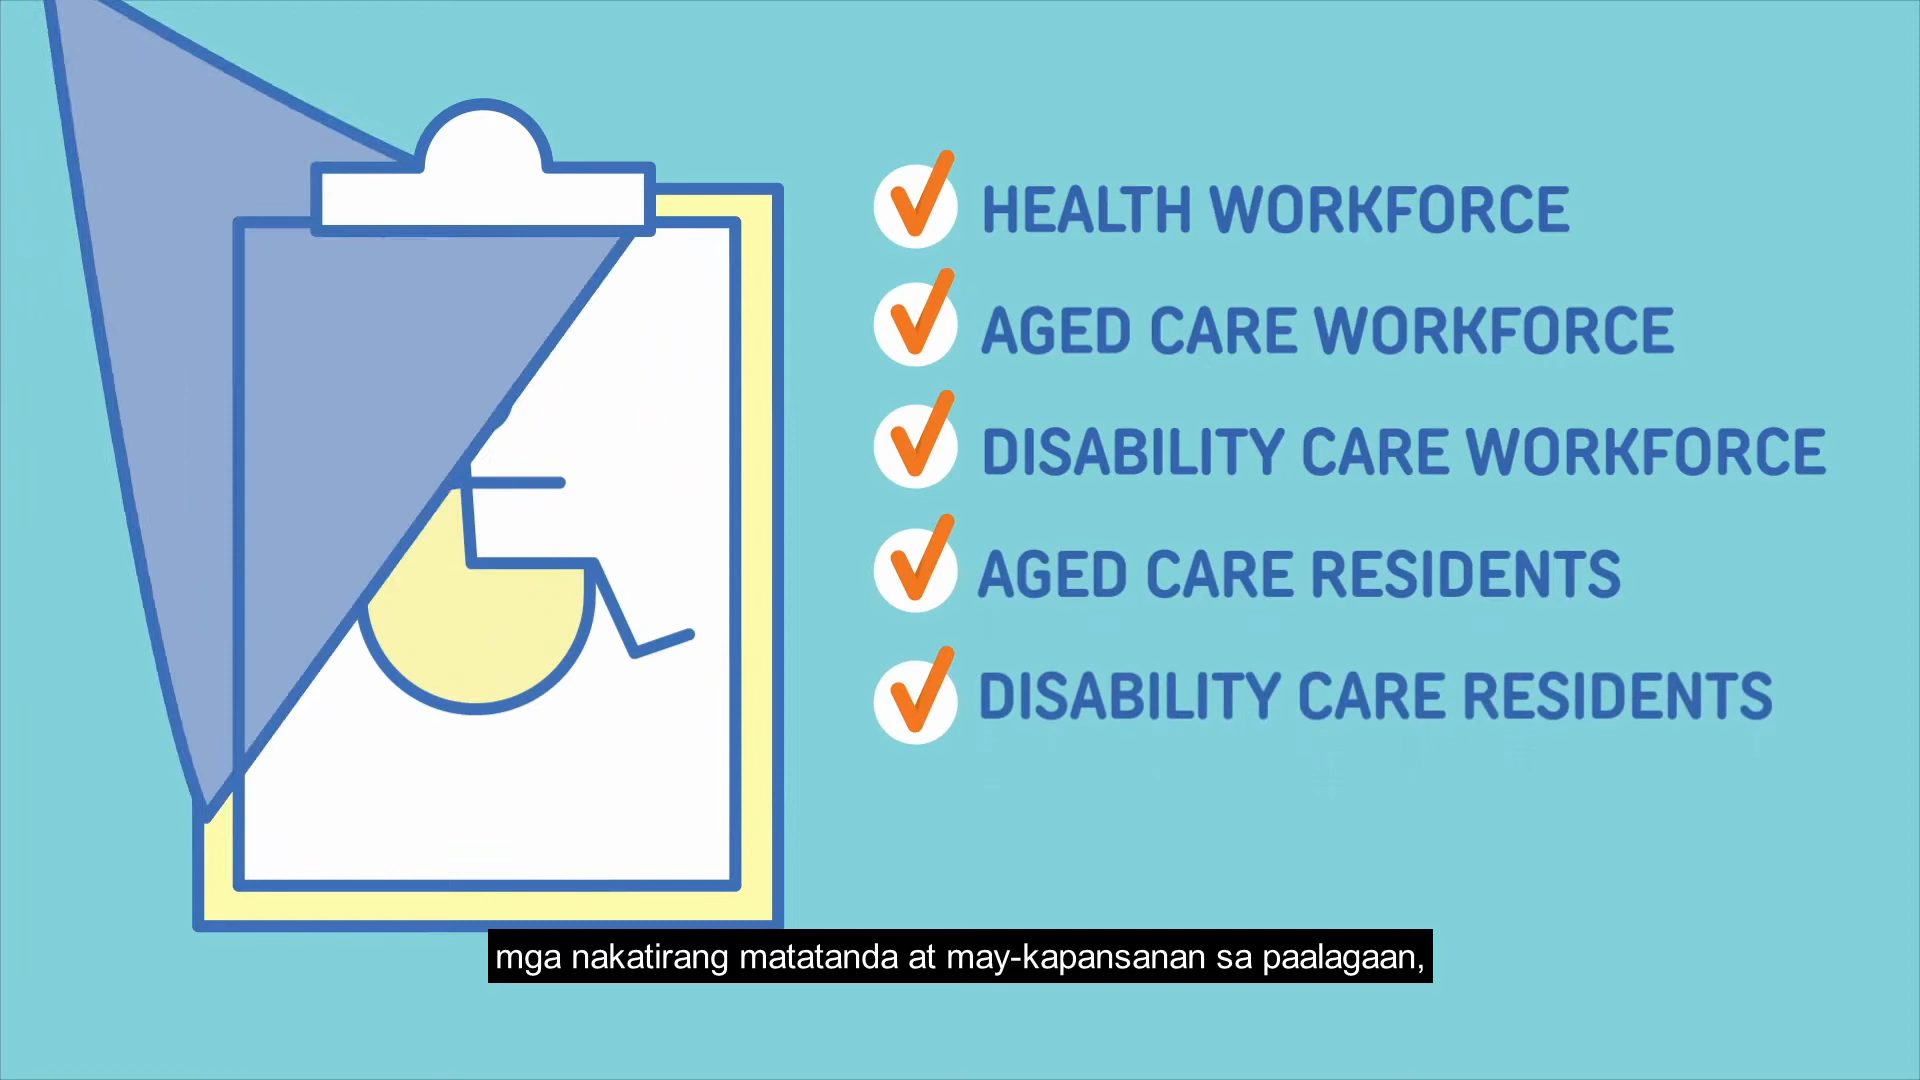 HEALTH WORKFORCE
AGED CARE WORKFORCE
DISABILITY CARE WORKFORCE
AGED CARE RESIDENTS
DISABILITY CARE RESIDENTS
mga nakatirang matatanda at may-kapansanan sa paalagaan,